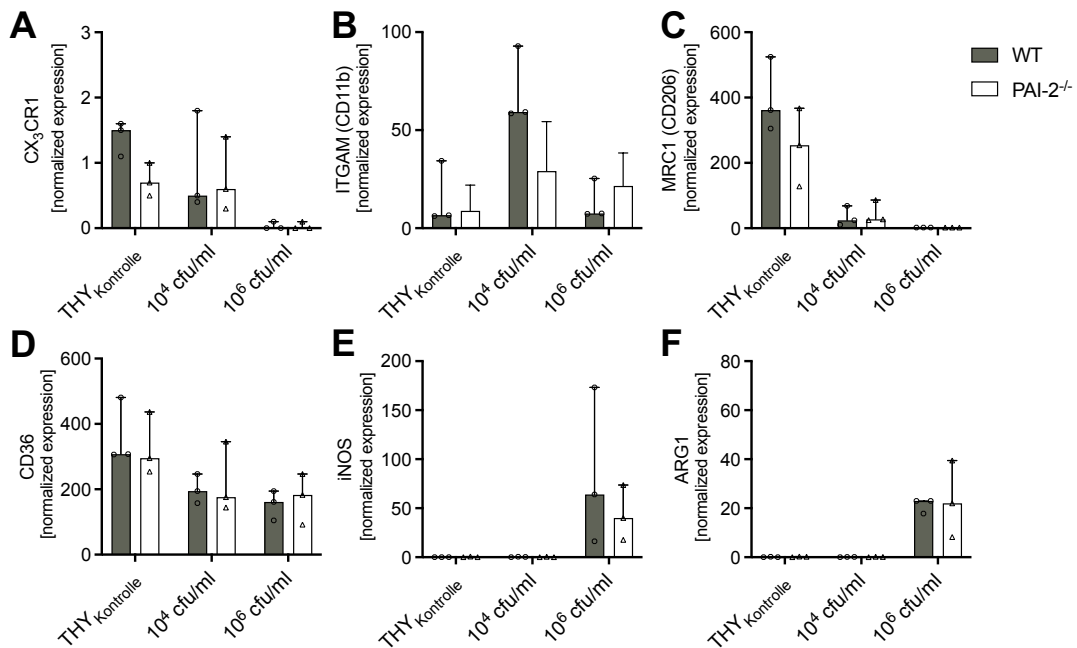 A
CX₃CR1
[normalized expression]
3
2
1
0
THY Kontrolle
10⁴ cfu/ml
10⁶ cfu/ml
B
ITGAM (CD11b)
[normalized expression]
100
50
0
THY Kontrolle
10⁴ cfu/ml
10⁶ cfu/ml
C
MRC1 (CD206)
[normalized expression]
600
400
200
0
THY Kontrolle
10⁴ cfu/ml
10⁶ cfu/ml
WT
PAI-2⁻/⁻
D
CD36
[normalized expression]
600
400
200
0
THY Kontrolle
10⁴ cfu/ml
10⁶ cfu/ml
E
iNOS
[normalized expression]
200
150
100
50
0
THY Kontrolle
10⁴ cfu/ml
10⁶ cfu/ml
F
ARG1
[normalized expression]
80
60
40
20
0
THY Kontrolle
10⁴ cfu/ml
10⁶ cfu/ml